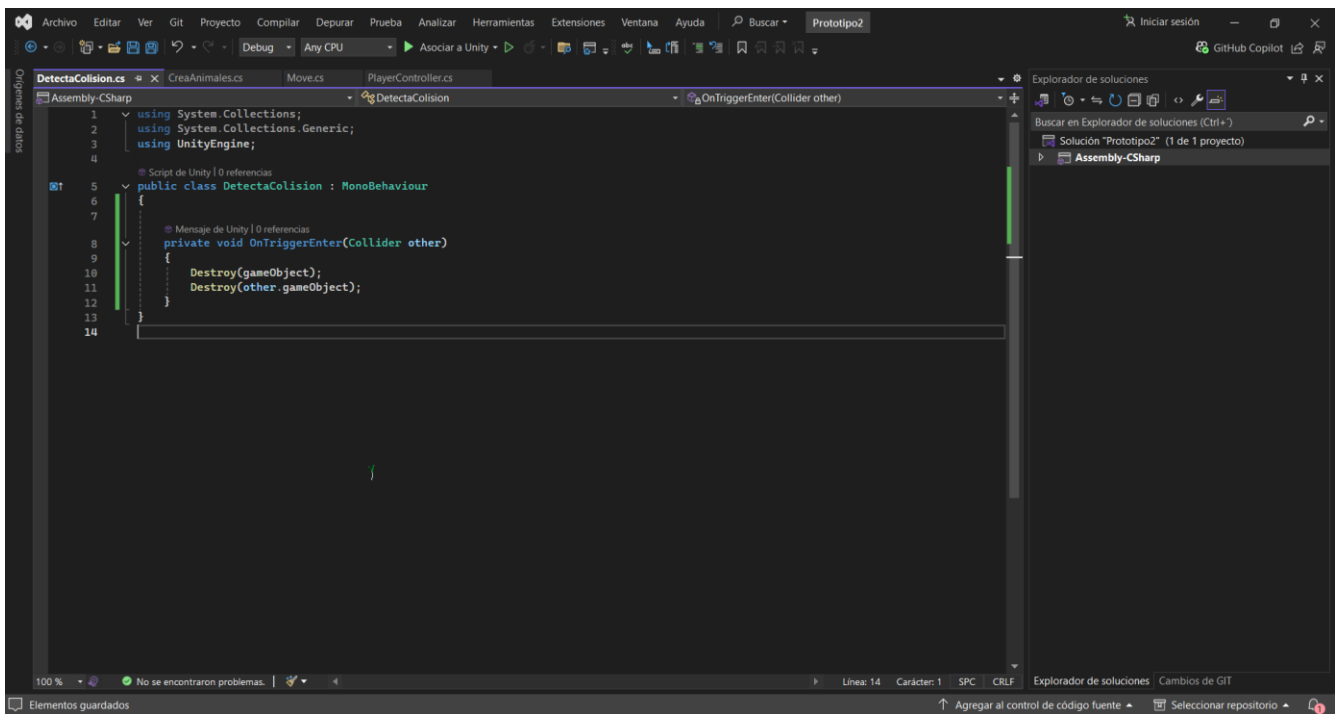 Archivo Editar Ver Git Proyecto Compilar Depurar Prueba Analizar Herramientas Extensiones Ventana Ayuda Buscar Prototipo2 Iniciar sesión
Debug Any CPU Asociar a Unity GitHub Copilot
Orígenes de datos
DetectaColision.cs CreaAnimales.cs Move.cs PlayerController.cs
Assembly-CSharp DetectaColision OnTriggerEnter(Collider other)
1 using System.Collections;
2 using System.Collections.Generic;
3 using UnityEngine;
4
Script de Unity | 0 referencias
5 public class DetectaColision : MonoBehaviour
6 {
7
Mensaje de Unity | 0 referencias
8 private void OnTriggerEnter(Collider other)
9 {
10 Destroy(gameObject);
11 Destroy(other.gameObject);
12 }
13 }
14
Explorador de soluciones
Buscar en Explorador de soluciones (Ctrl+¨)
Solución "Prototipo2" (1 de 1 proyecto)
Assembly-CSharp
100 % No se encontraron problemas. Línea: 14 Carácter: 1 SPC CRLF
Explorador de soluciones Cambios de GIT
Elementos guardados Agregar al control de código fuente Seleccionar repositorio 1